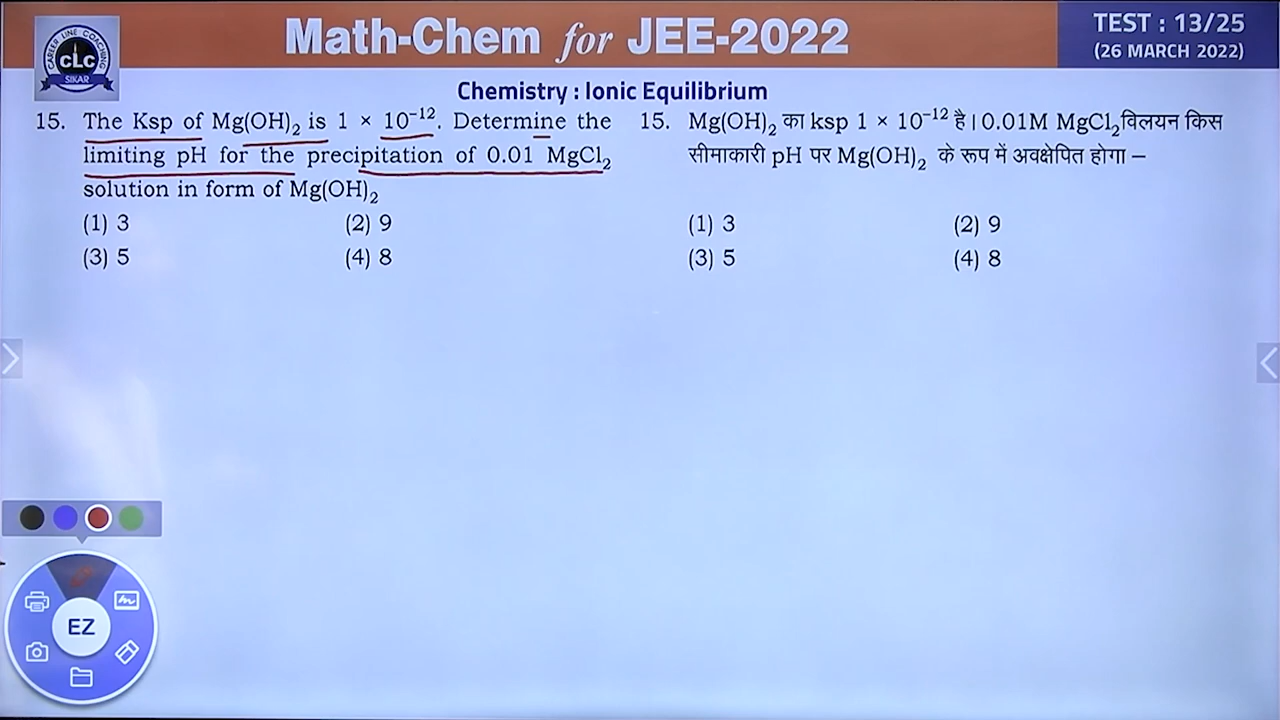 CAREER LINE COACHING
CLC
SIKAR
Math-Chem for JEE-2022
TEST : 13/25
(26 MARCH 2022)
Chemistry : Ionic Equilibrium
15. The Ksp of Mg(OH)₂ is 1 × 10⁻¹². Determine the
limiting pH for the precipitation of 0.01 MgCl₂
solution in form of Mg(OH)₂
(1) 3 (2) 9
(3) 5 (4) 8
15. Mg(OH)₂ का ksp 1 × 10⁻¹² है। 0.01M MgCl₂ विलयन किस
सीमाकारी pH पर Mg(OH)₂ के रूप में अवक्षेपित होगा –
(1) 3 (2) 9
(3) 5 (4) 8
EZ